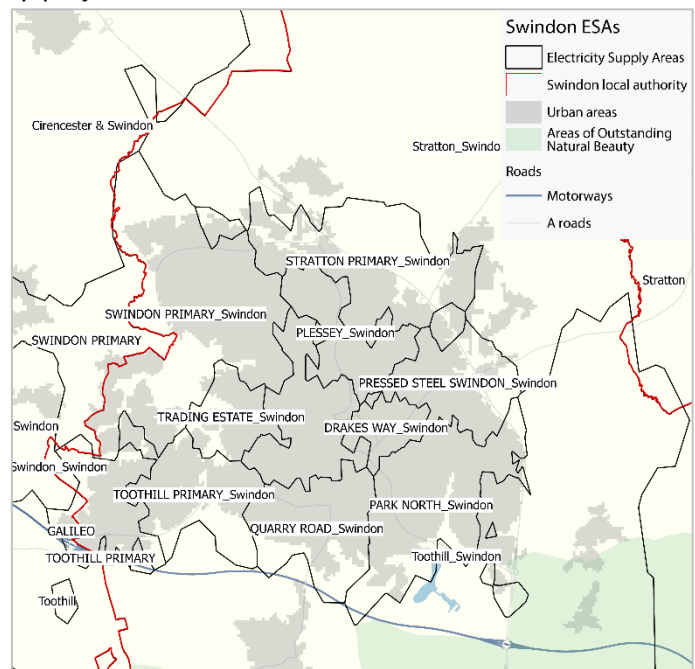 Swindon ESAs
Electricity Supply Areas
Swindon local authority
Urban areas
Areas of Outstanding
Natural Beauty
Roads
Motorways
A roads
Cirencester & Swindon
Stratton_Swindo
STRATTON PRIMARY_Swindon
Stratton
SWINDON PRIMARY_Swindon
PLESSEY_Swindon
SWINDON PRIMARY
PRESSED STEEL SWINDON_Swindon
TRADING ESTATE_Swindon
Swindon
DRAKES WAY_Swindon
Swindon_Swindon
TOOTHILL PRIMARY_Swindon
PARK NORTH_Swindon
GALILEO
QUARRY ROAD_Swindon
TOOTHILL PRIMARY
Toothill_Swindon
Toothill